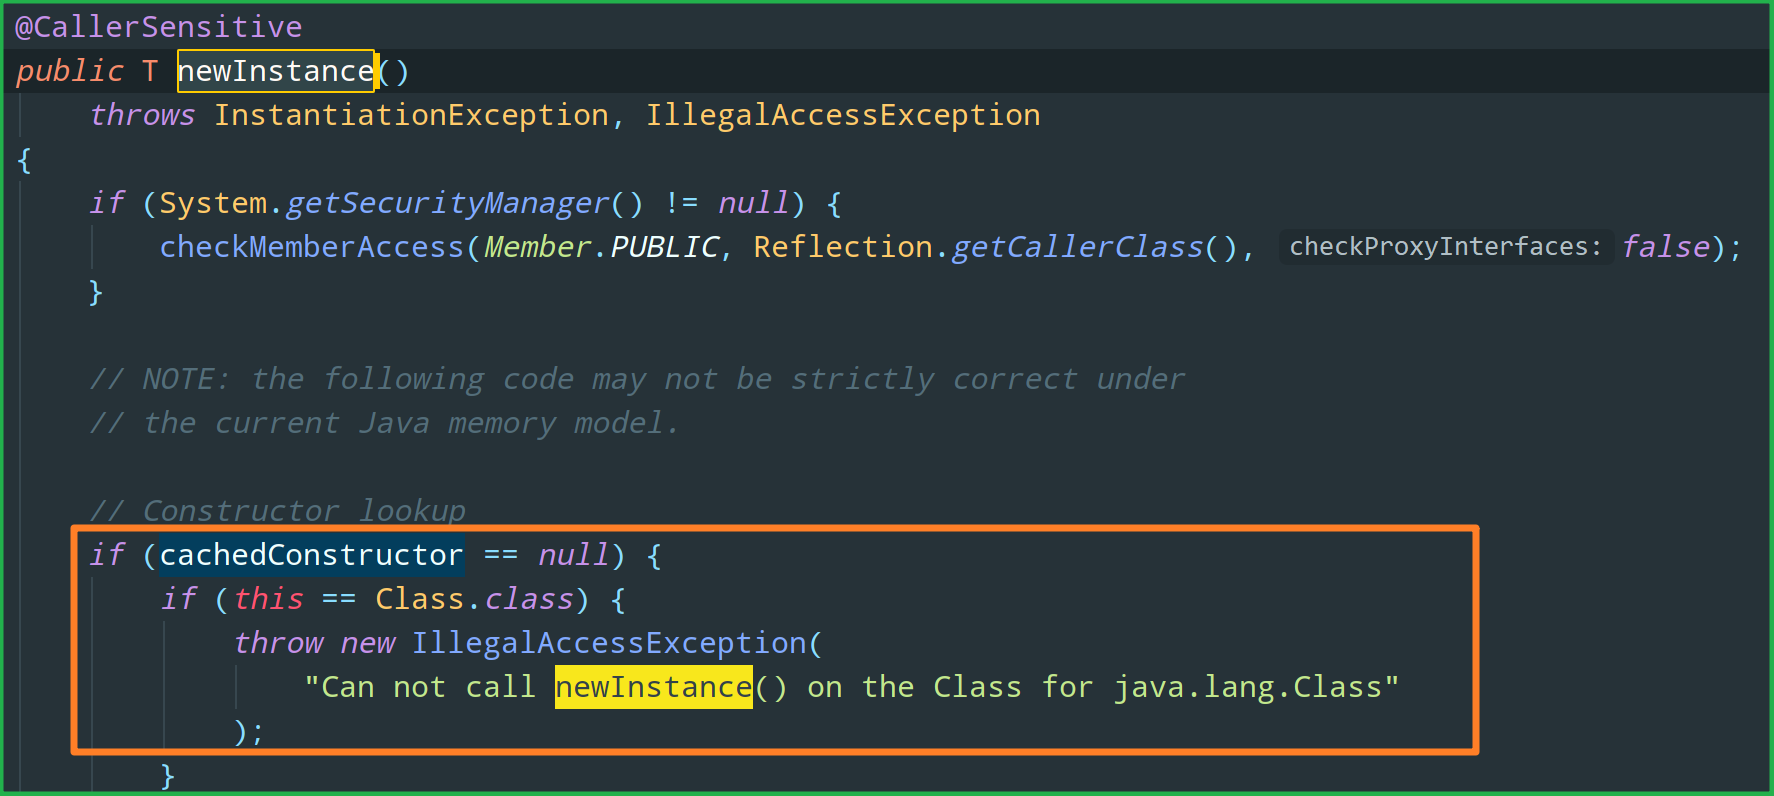 @CallerSensitive
public T newInstance()
throws InstantiationException, IllegalAccessException
{
if (System.getSecurityManager() != null) {
checkMemberAccess(Member.PUBLIC, Reflection.getCallerClass(), checkProxyInterfaces: false);
}
// NOTE: the following code may not be strictly correct under
// the current Java memory model.
// Constructor lookup
if (cachedConstructor == null) {
if (this == Class.class) {
throw new IllegalAccessException(
"Can not call newInstance() on the Class for java.lang.Class"
);
}